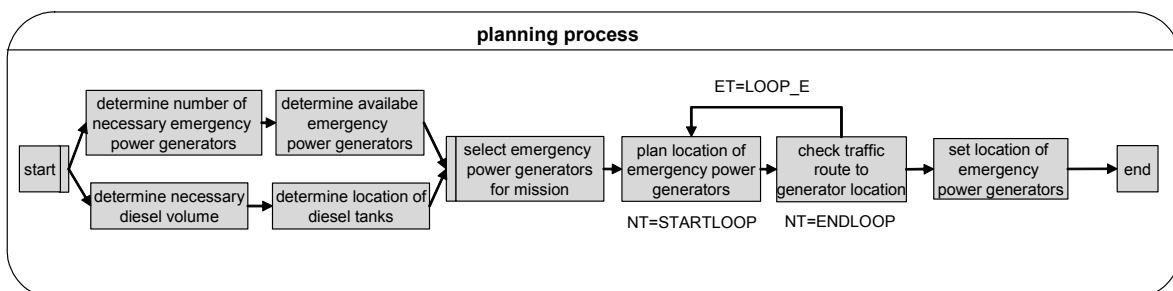 planning process
ET=LOOP_E
start
determine number of
necessary emergency
power generators
determine availabe
emergency
power generators
determine necessary
diesel volume
determine location of
diesel tanks
select emergency
power generators
for mission
plan location of
emergency power
generators
NT=STARTLOOP
check traffic
route to
generator location
NT=ENDLOOP
set location of
emergency
power generators
end